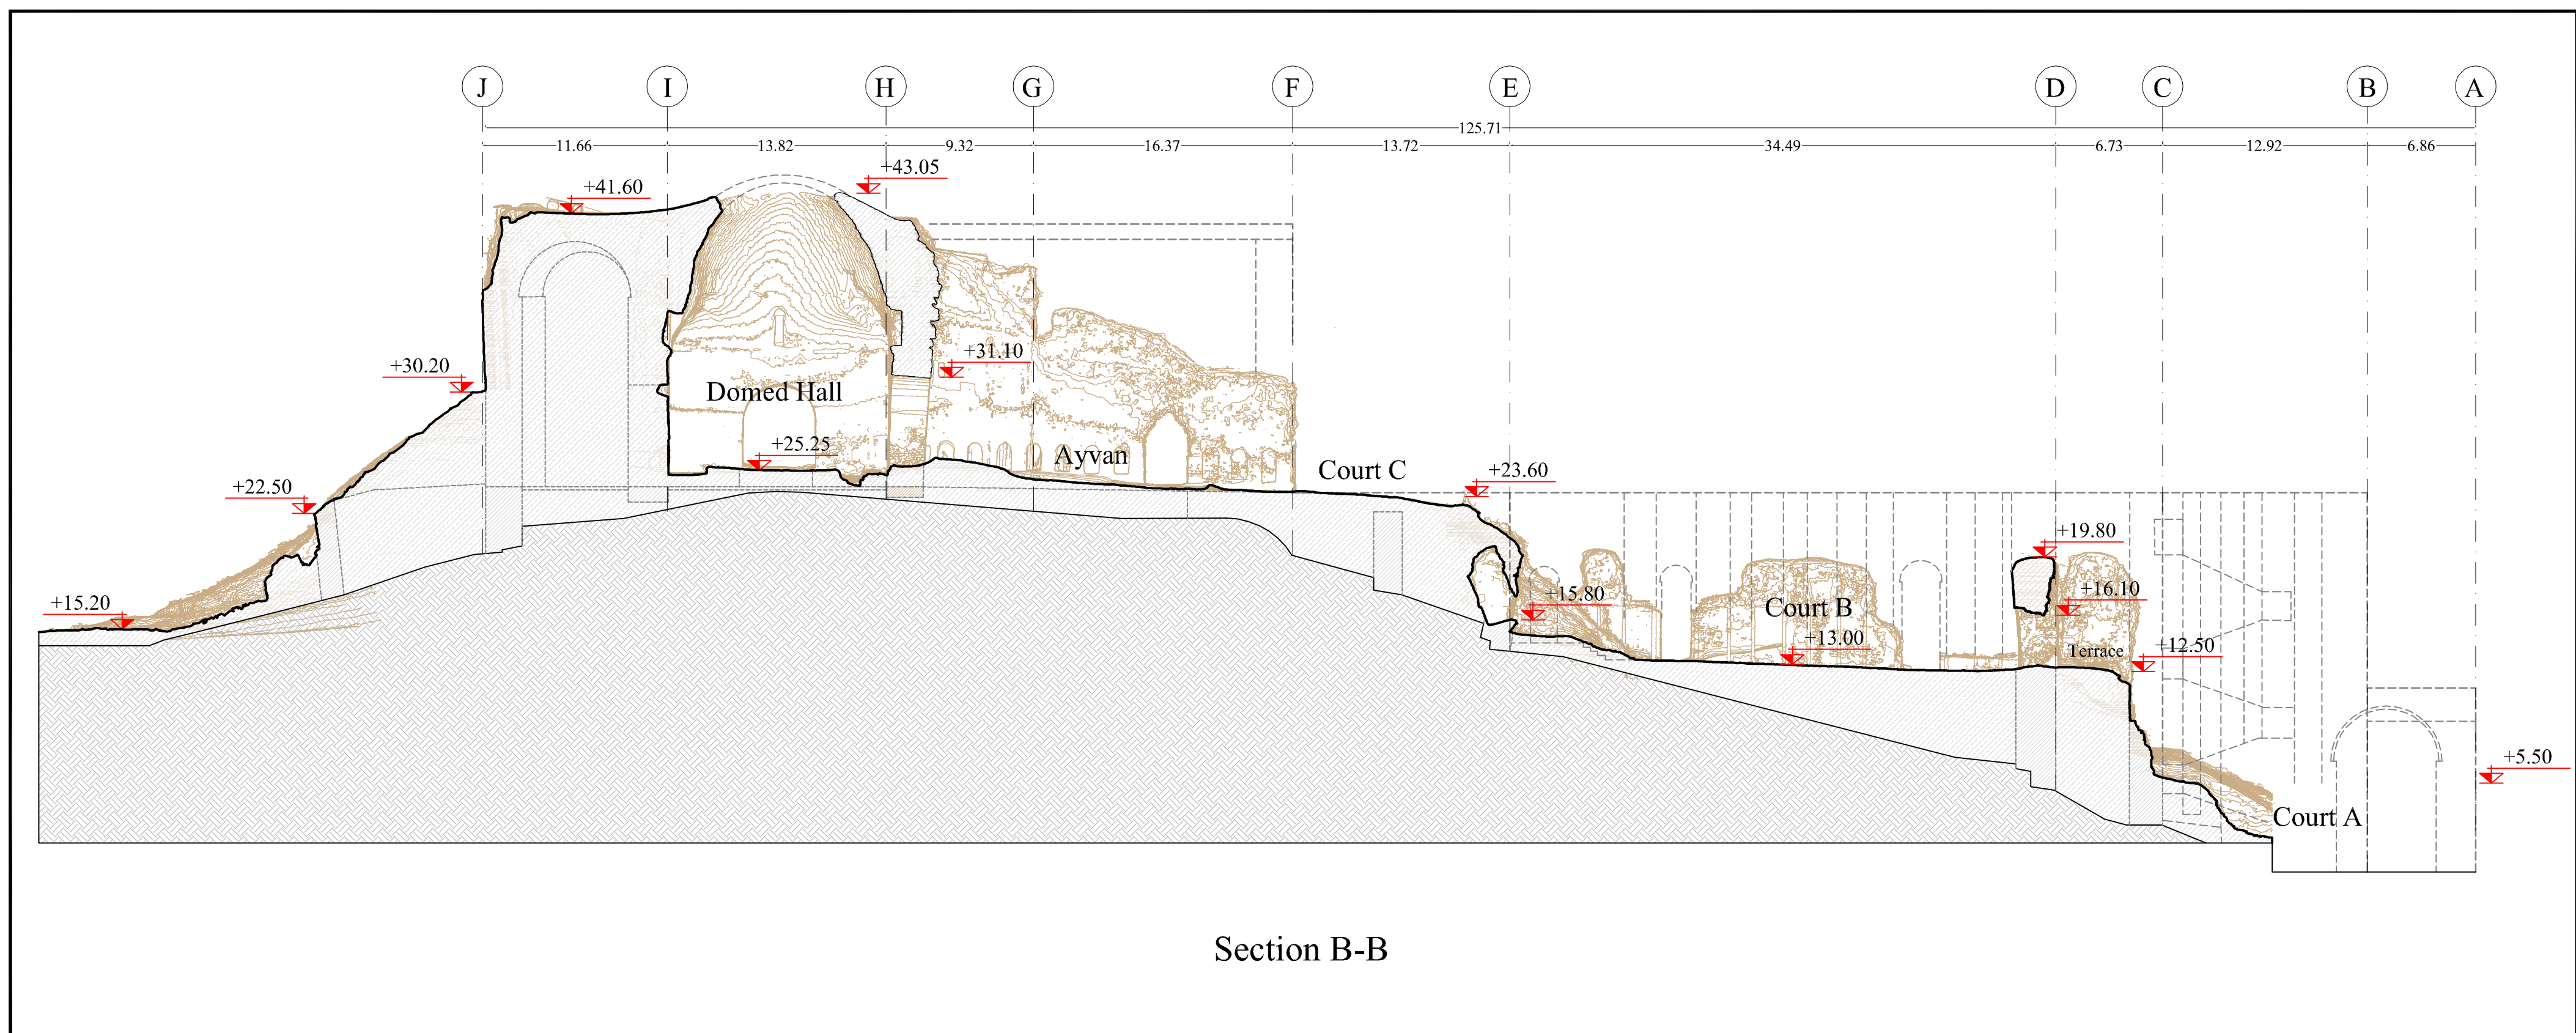 J I H G F E D C B A
125.71
11.66 13.82 9.32 16.37 13.72 34.49 6.73 12.92 6.86
+43.05
+41.60
+31.10
+30.20
Domed Hall
+25.25
Ayvan
Court C
+23.60
+22.50
+19.80
+15.80
+16.10
+15.20
Court B
+13.00
Terrace
+12.50
+5.50
Court A
Section B-B